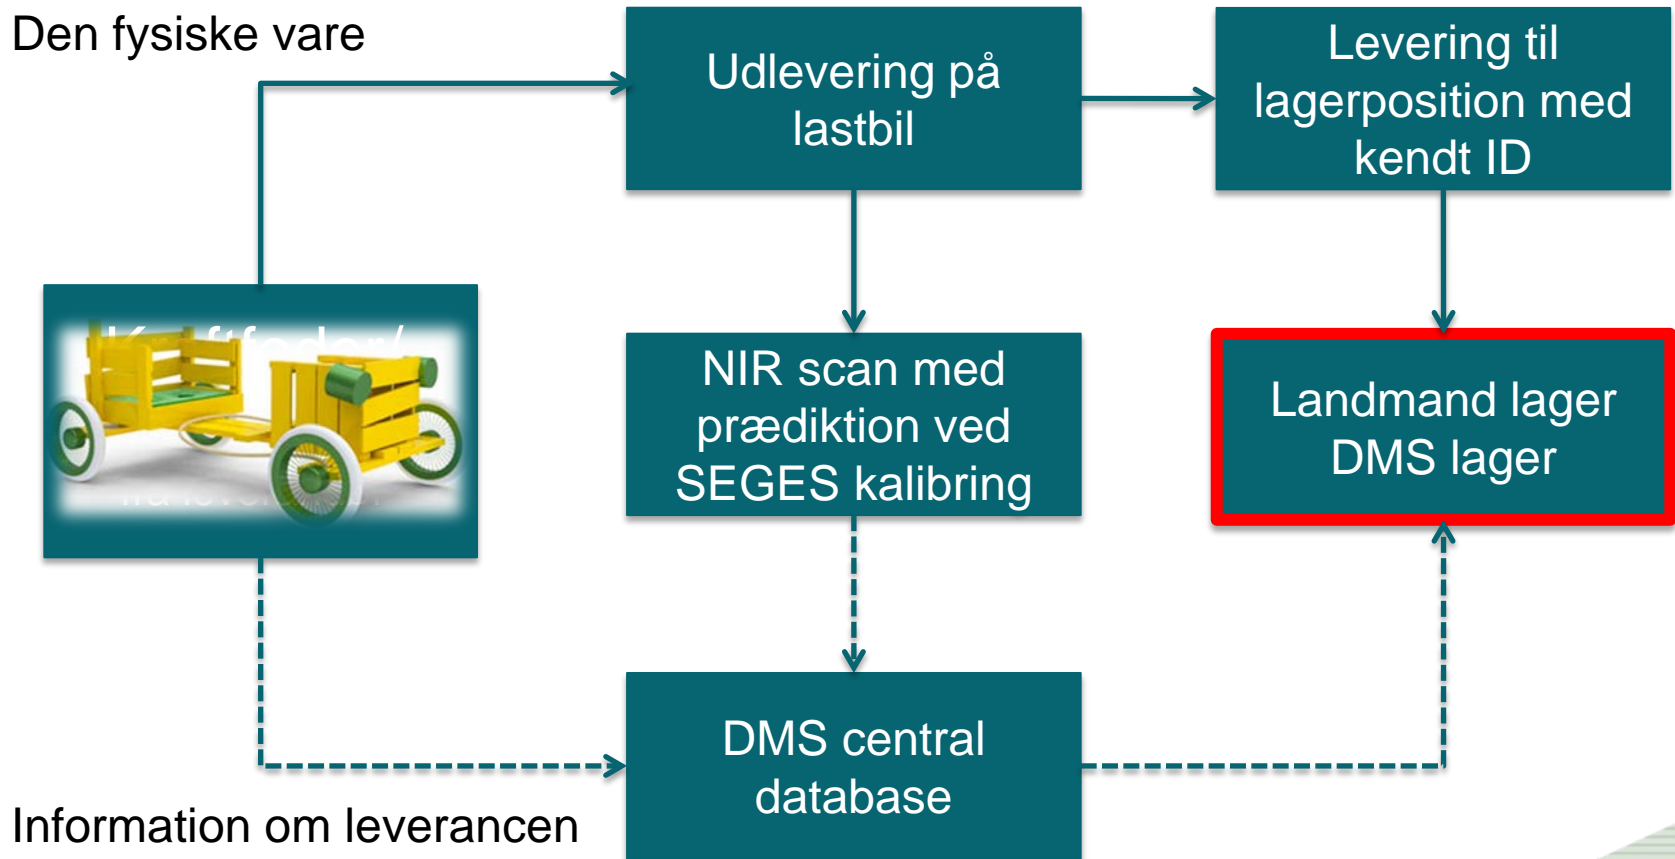 Den fysiske vare
Udlevering på
lastbil
Levering til
lagerposition med
kendt ID
Kraftfoder/
NIR scan med
prædiktion ved
SEGES kalibring
Landmand lager
DMS lager
DMS central
database
Information om leverancen